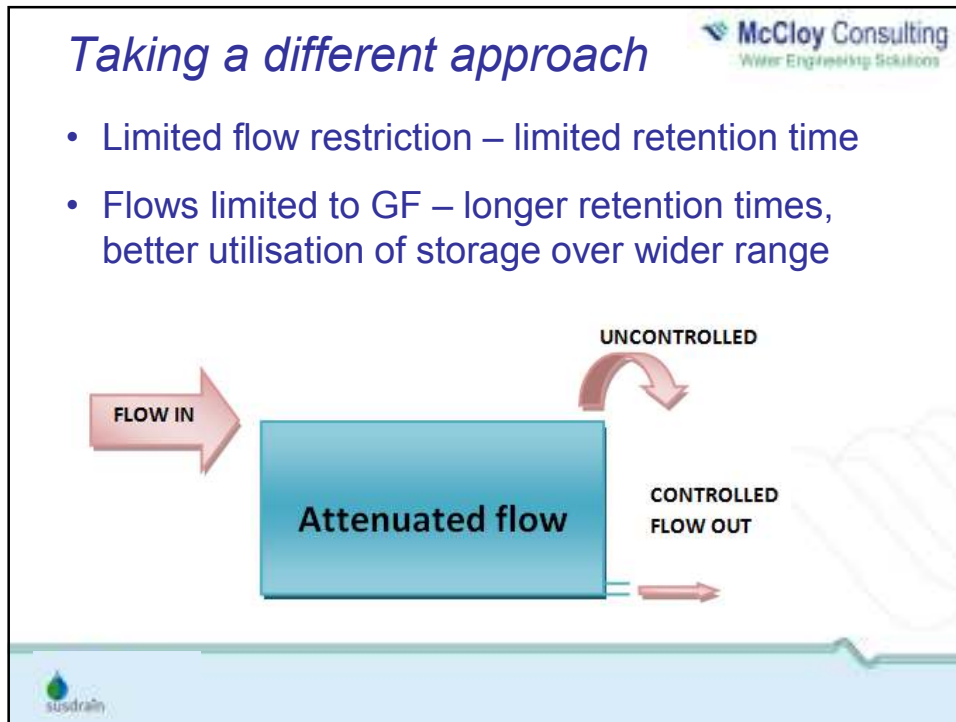 Taking a different approach
McCloy Consulting
Water Engineering Solutions
• Limited flow restriction – limited retention time
• Flows limited to GF – longer retention times,
better utilisation of storage over wider range
UNCONTROLLED
FLOW IN
Attenuated flow
CONTROLLED
FLOW OUT
susdrain